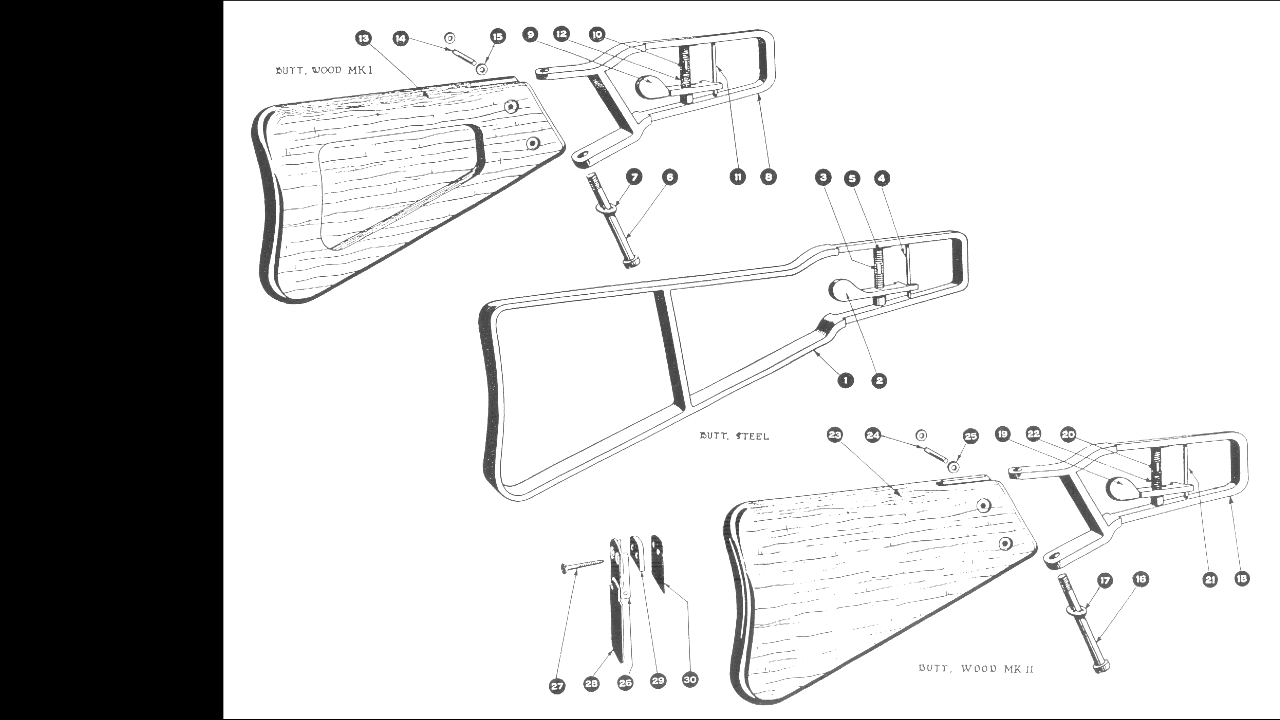 13 14 15 9 12 10
BUTT, WOOD MK I
7 6 11 8 3 5 4
1 2
BUTT, STEEL
23 24 25 19 22 20
17 16 21 18
BUTT, WOOD MK II
27 28 26 29 30